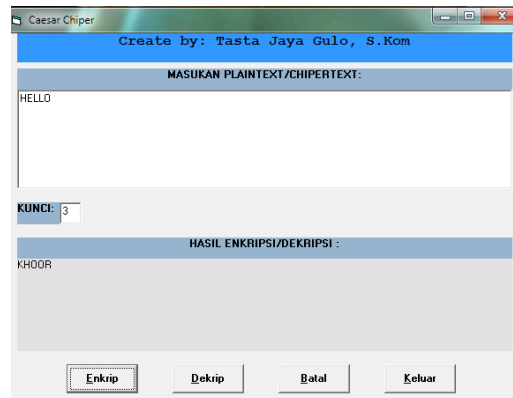 Caesar Chiper
Create by: Tasta Jaya Gulo, S.Kom
MASUKAN PLAINTEXT/CHIPERTEXT:
HELLO
KUNCI: 3
HASIL ENKRIPSI/DEKRIPSI :
KHOOR
Enkrip Dekrip Batal Keluar